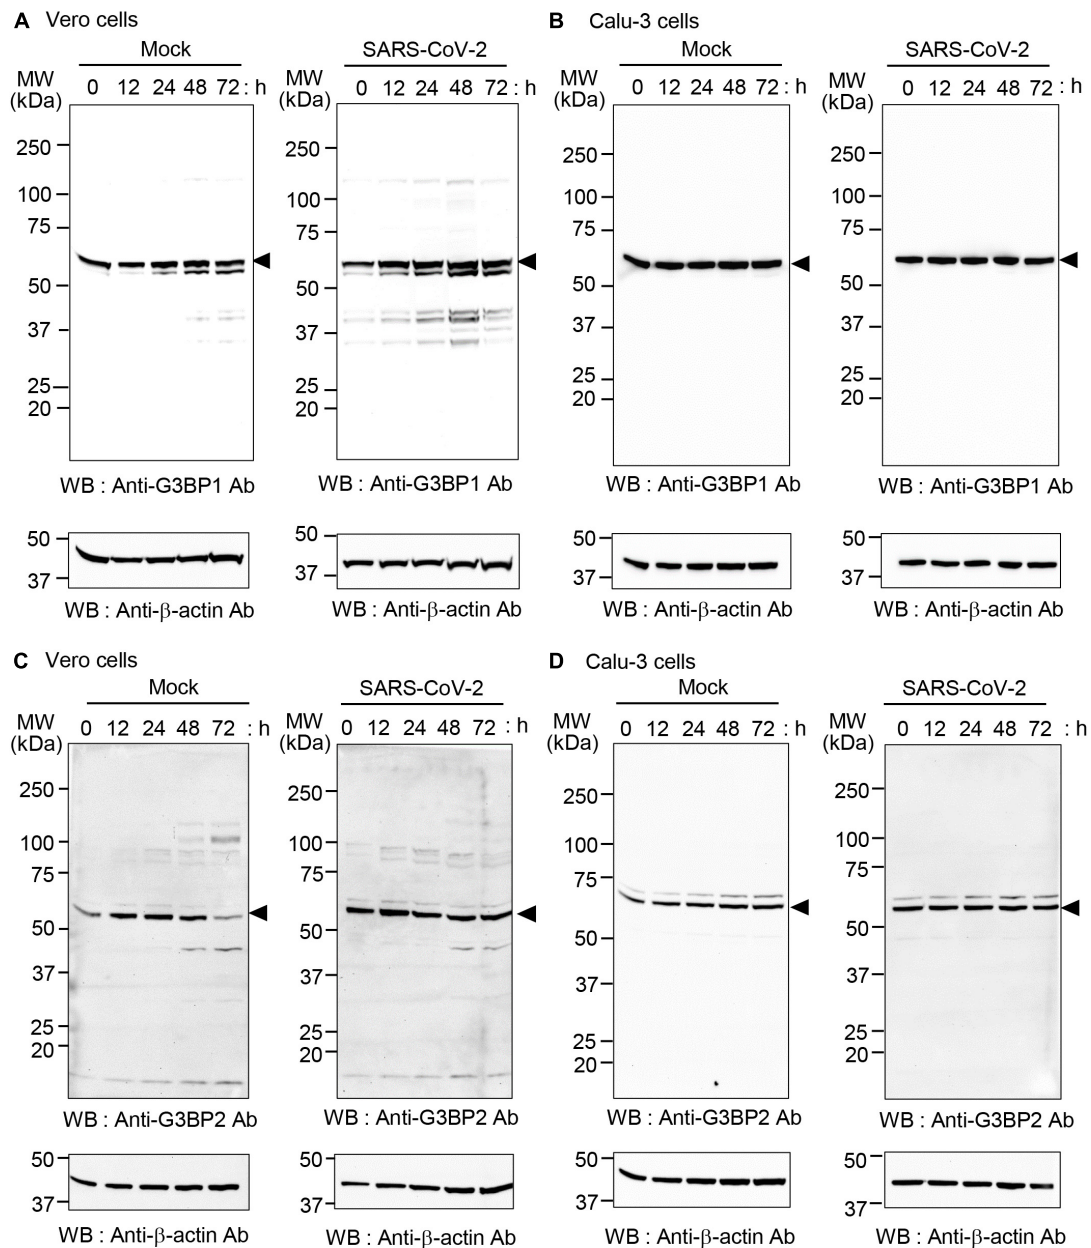 A Vero cells
Mock
SARS-CoV-2
MW (kDa) 0 12 24 48 72 : h
MW (kDa) 0 12 24 48 72 : h
250
100
75
50
37
25
20
250
100
75
50
37
25
20
WB : Anti-G3BP1 Ab
WB : Anti-G3BP1 Ab
50
37
50
37
WB : Anti-β-actin Ab
WB : Anti-β-actin Ab
B Calu-3 cells
Mock
SARS-CoV-2
MW (kDa) 0 12 24 48 72 : h
MW (kDa) 0 12 24 48 72 : h
250
100
75
50
37
25
20
250
100
75
50
37
25
20
WB : Anti-G3BP1 Ab
WB : Anti-G3BP1 Ab
50
37
50
37
WB : Anti-β-actin Ab
WB : Anti-β-actin Ab
C Vero cells
Mock
SARS-CoV-2
MW (kDa) 0 12 24 48 72 : h
MW (kDa) 0 12 24 48 72 : h
250
100
75
50
37
25
20
250
100
75
50
37
25
20
WB : Anti-G3BP2 Ab
WB : Anti-G3BP2 Ab
50
37
50
37
WB : Anti-β-actin Ab
WB : Anti-β-actin Ab
D Calu-3 cells
Mock
SARS-CoV-2
MW (kDa) 0 12 24 48 72 : h
MW (kDa) 0 12 24 48 72 : h
250
100
75
50
37
25
20
250
100
75
50
37
25
20
WB : Anti-G3BP2 Ab
WB : Anti-G3BP2 Ab
50
37
50
37
WB : Anti-β-actin Ab
WB : Anti-β-actin Ab